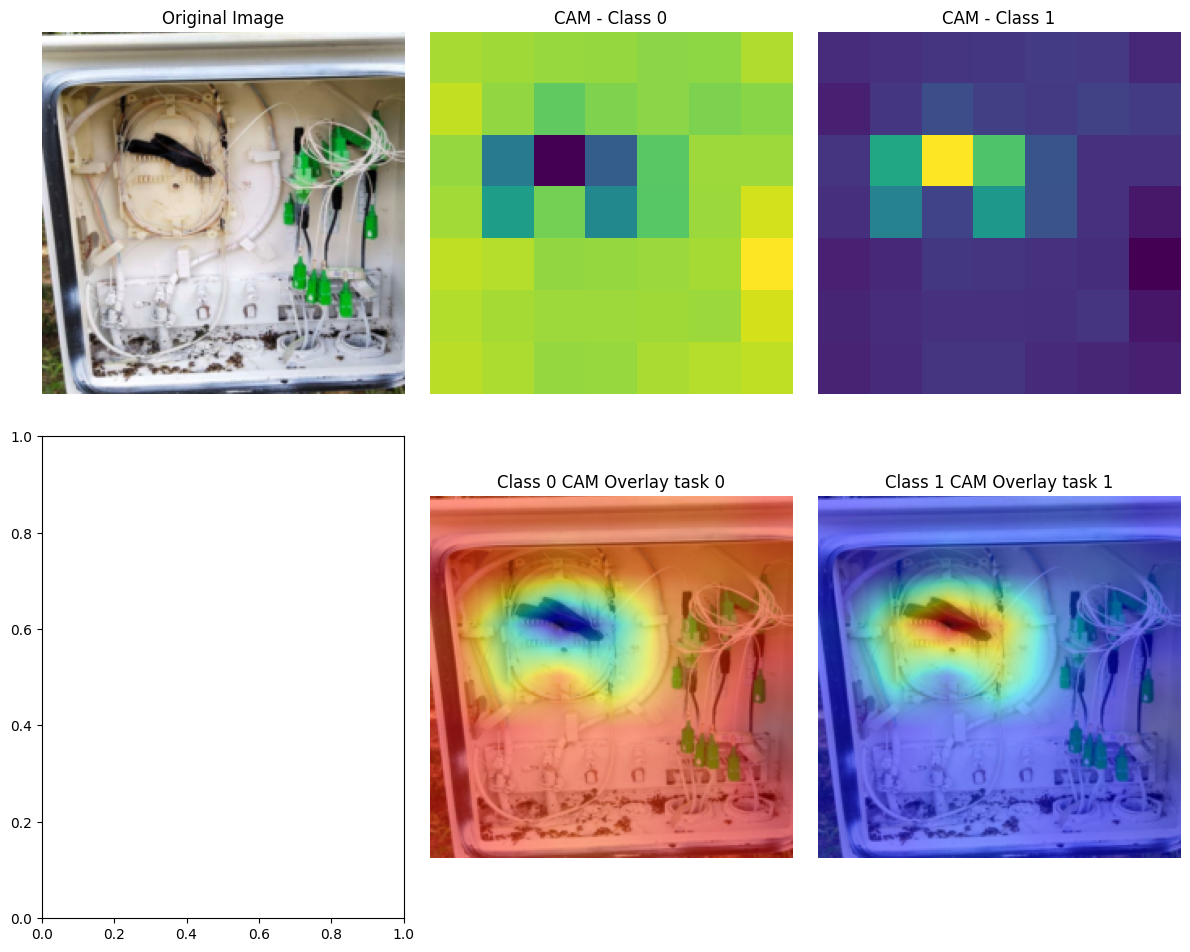 Original Image
CAM - Class 0
CAM - Class 1
1.0
0.8
0.6
0.4
0.2
0.0
0.0 0.2 0.4 0.6 0.8 1.0
Class 0 CAM Overlay task 0
Class 1 CAM Overlay task 1